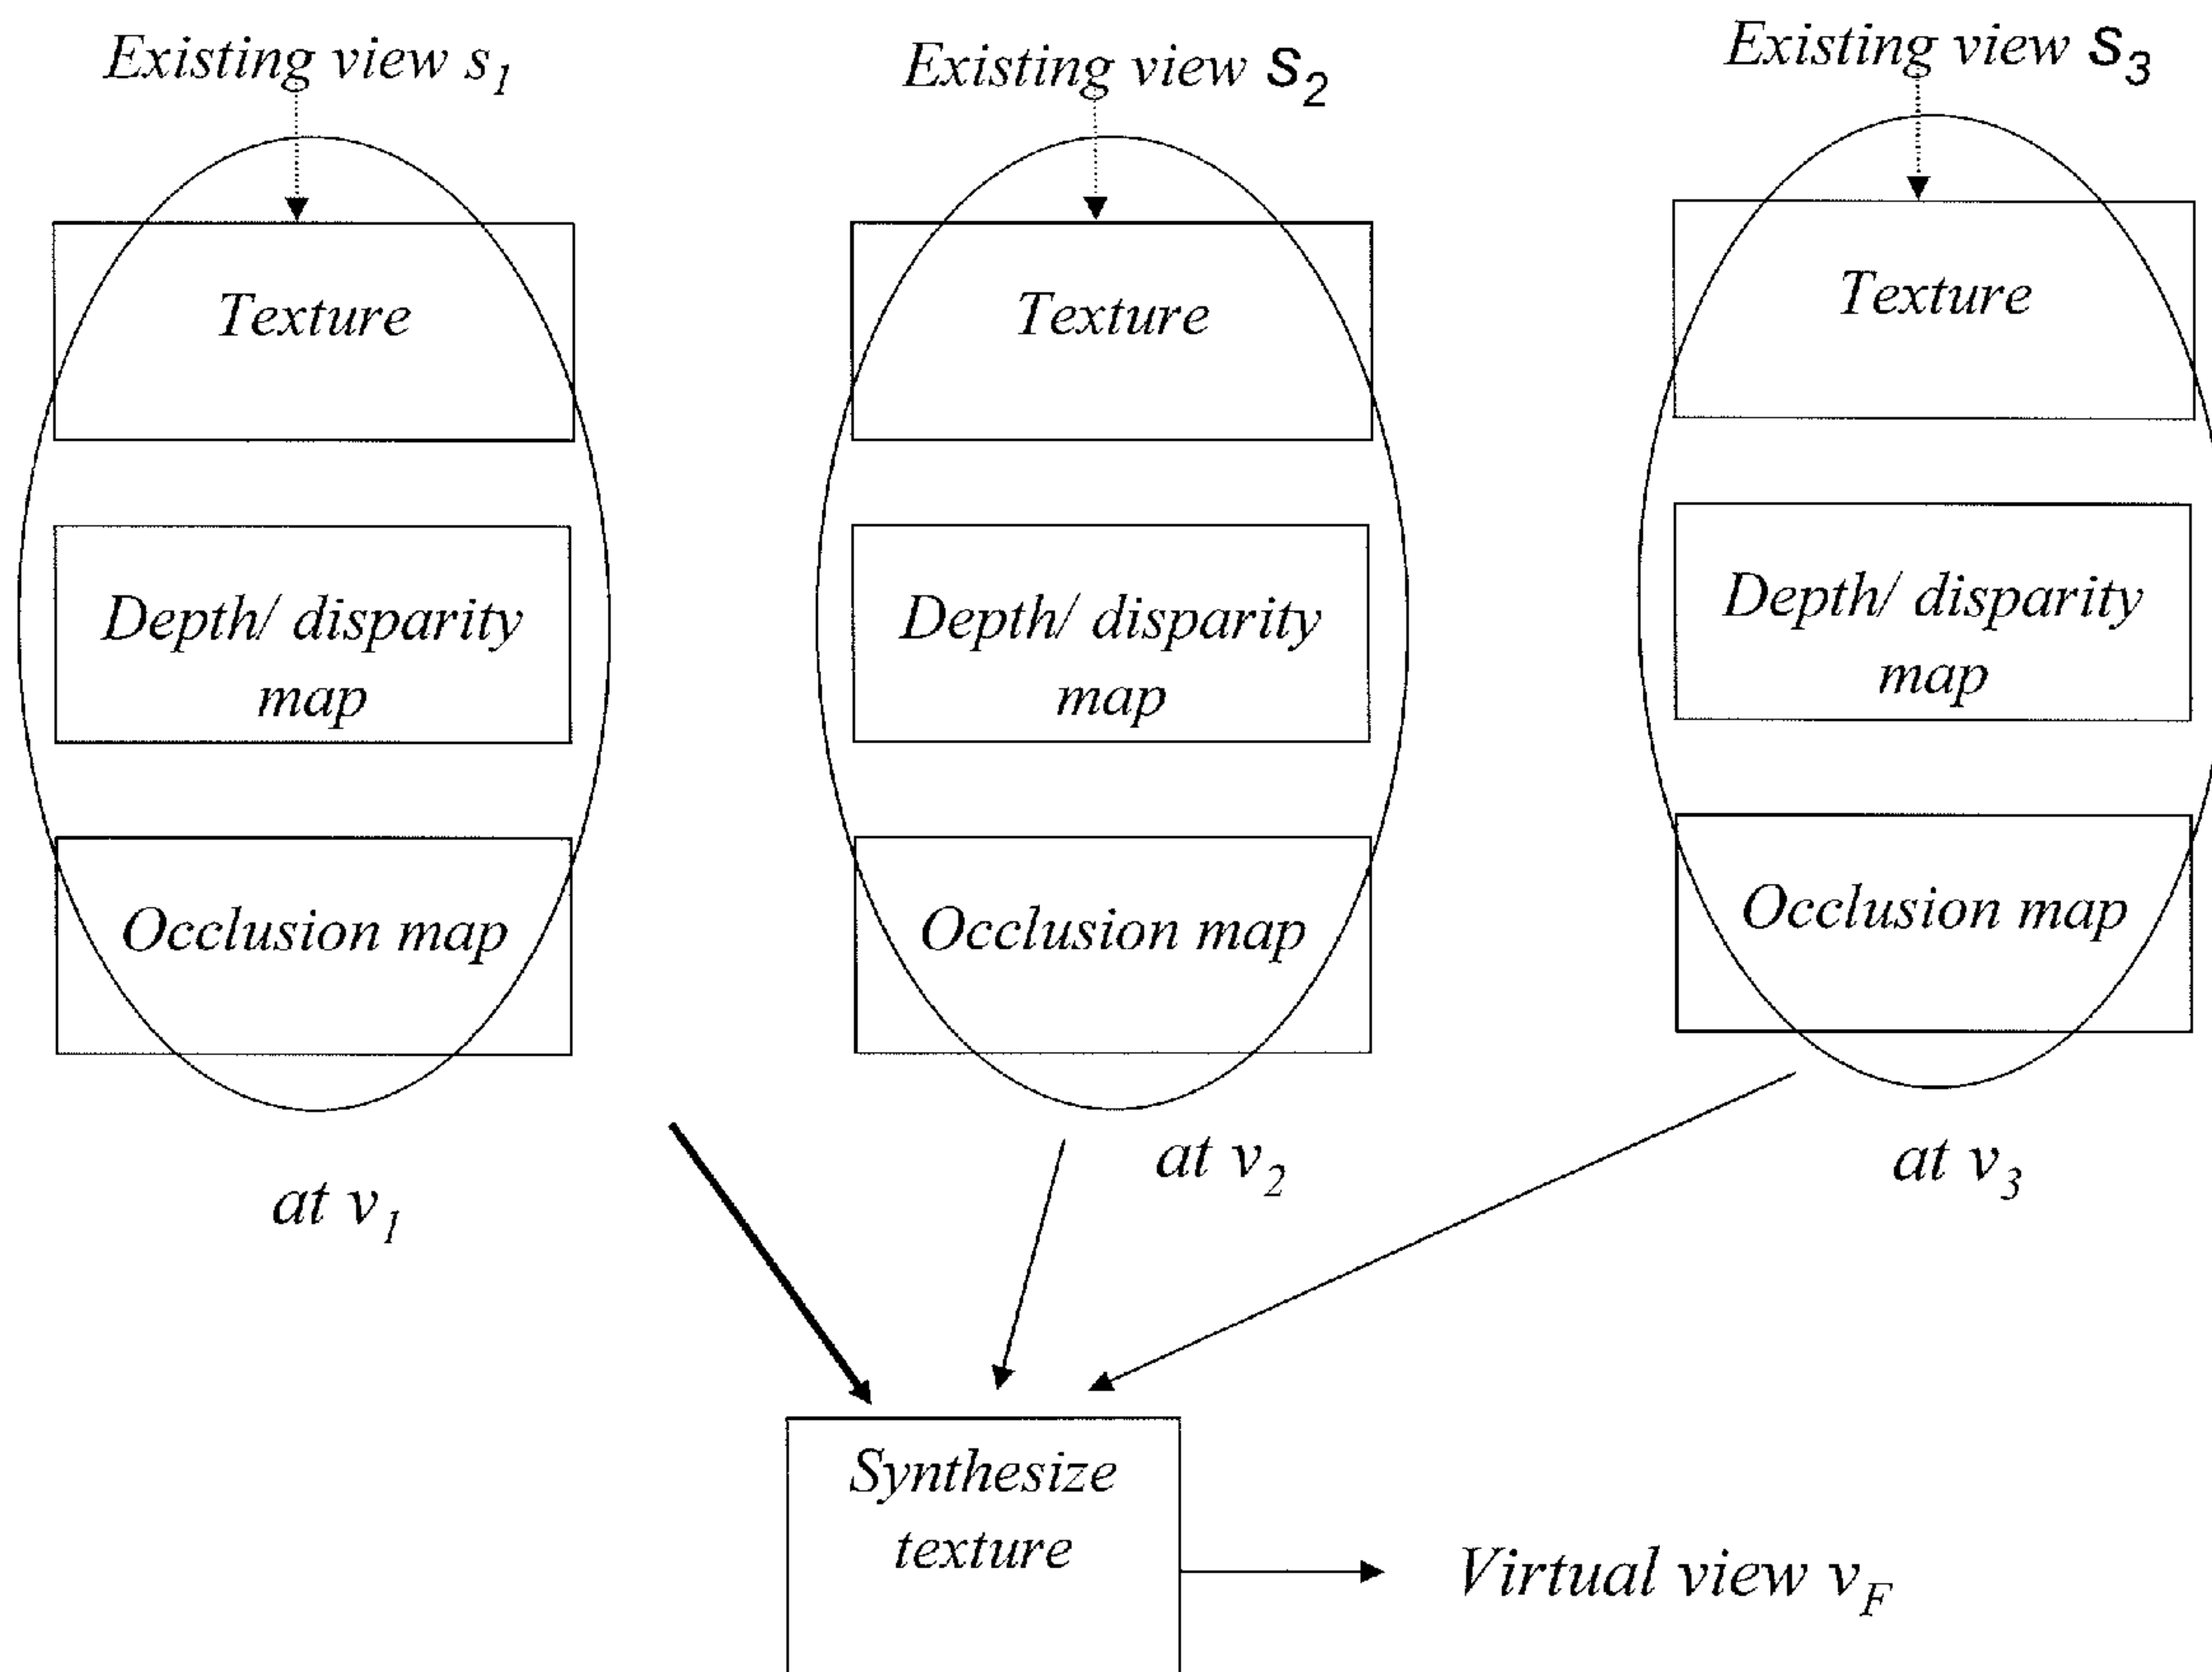 Existing view s1
Existing view s2
Existing view s3
Texture
Texture
Texture
Depth/ disparity
map
Depth/ disparity
map
Depth/ disparity
map
Occlusion map
Occlusion map
Occlusion map
at v1
at v2
at v3
Synthesize
texture
Virtual view vF